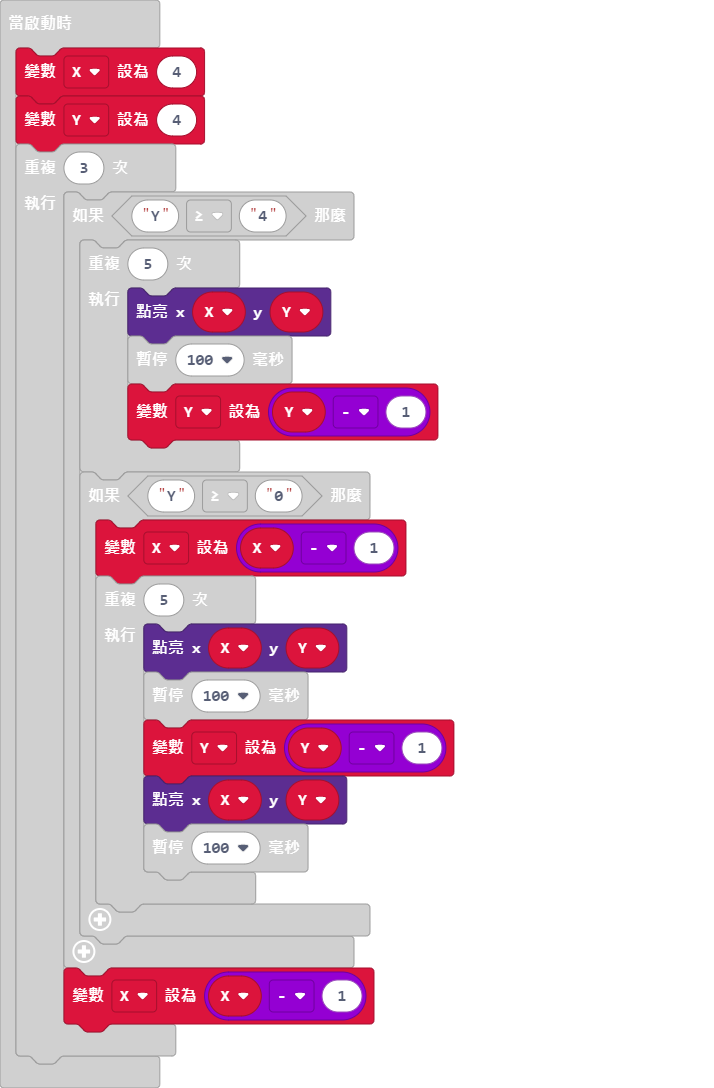 當啟動時
變數 X 設為 4
變數 Y 設為 4
重複 3 次
執行
如果 "Y" ≥ "4" 那麼
重複 5 次
執行
點亮 x X y Y
暫停 100 毫秒
變數 Y 設為 Y - 1
如果 "Y" ≥ "0" 那麼
變數 X 設為 X - 1
重複 5 次
執行
點亮 x X y Y
暫停 100 毫秒
變數 Y 設為 Y - 1
點亮 x X y Y
暫停 100 毫秒
變數 X 設為 X - 1